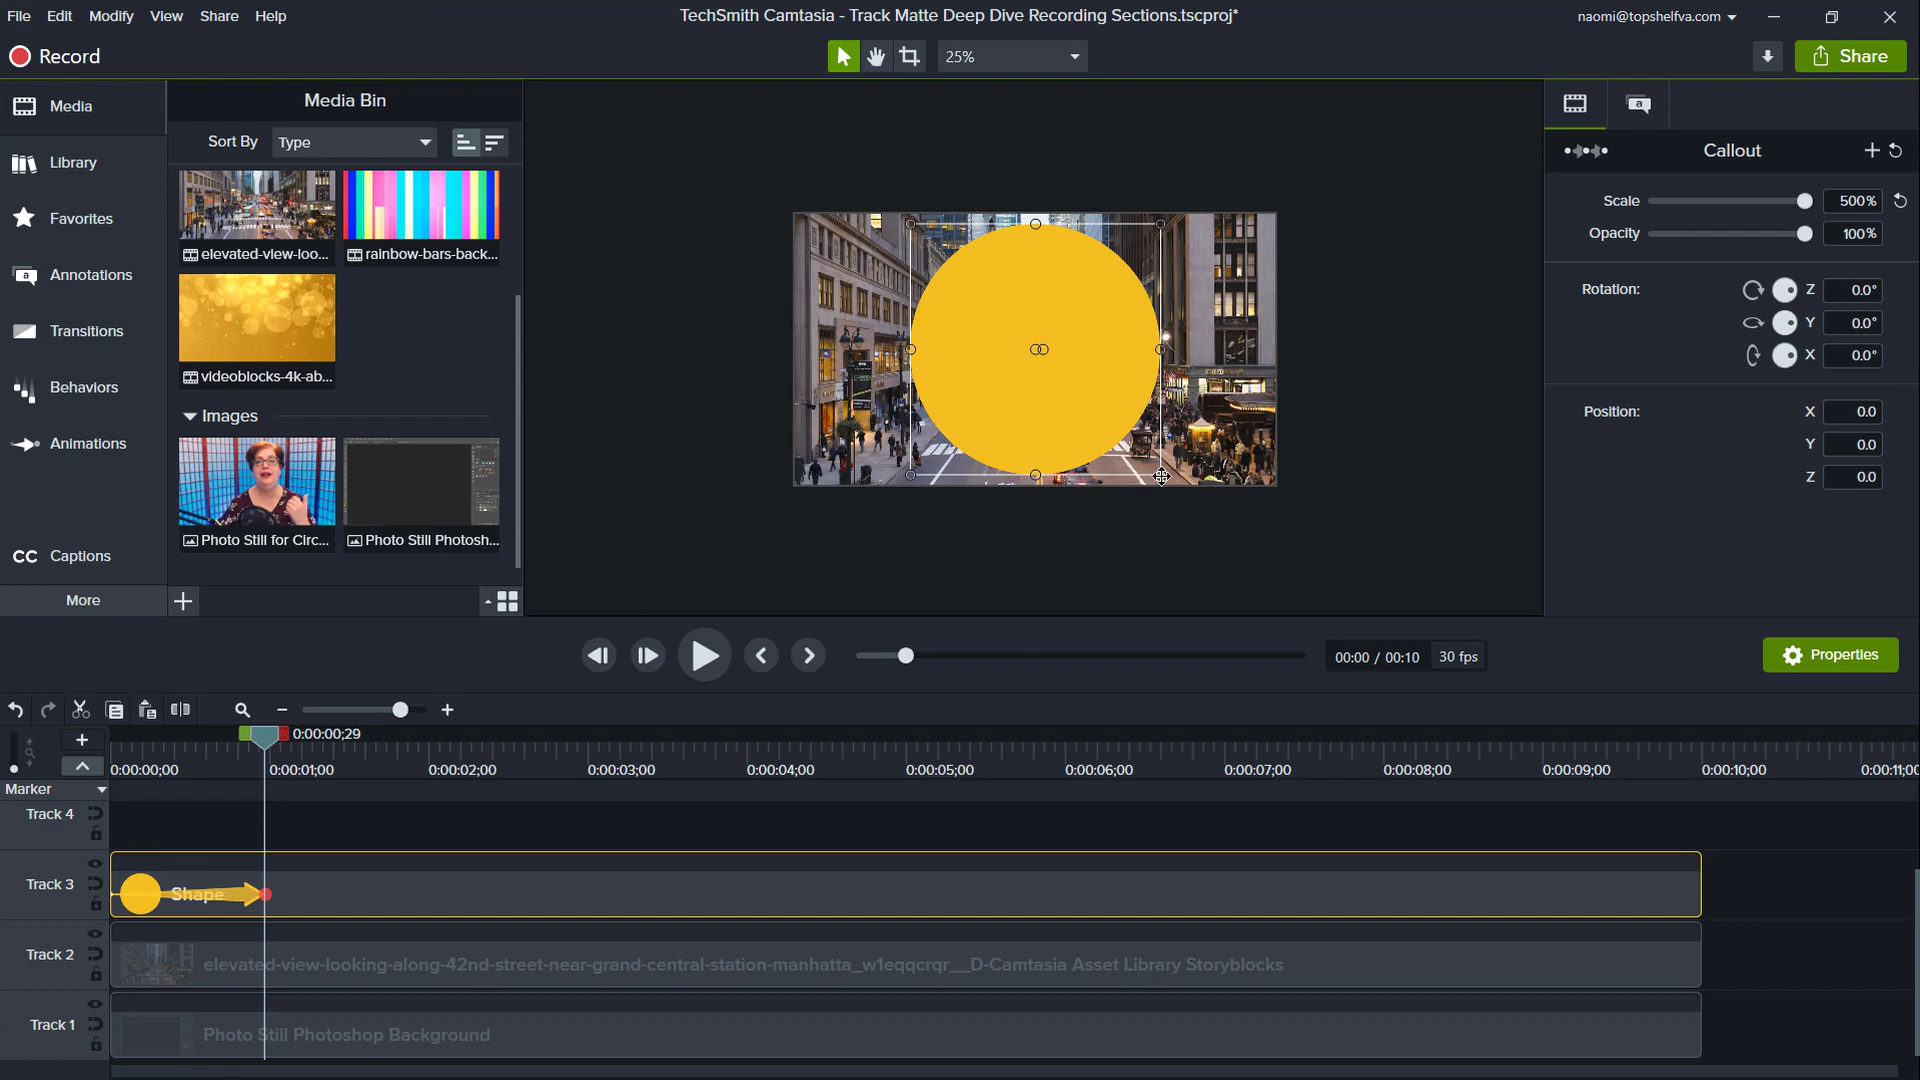 File Edit Modify View Share Help
TechSmith Camtasia - Track Matte Deep Dive Recording Sections.tscproj*
naomi@topshelfva.com
Record
25%
Share
Media
Library
Favorites
a Annotations
Transitions
Behaviors
Animations
CC Captions
More
Media Bin
Sort By Type
elevated-view-loo...
rainbow-bars-back...
videoblocks-4k-ab...
Images
Photo Still for Circ...
Photo Still Photosh...
a
Callout
Scale 500%
Opacity 100%
Rotation: Z 0.0°
Y 0.0°
X 0.0°
Position: X 0.0
Y 0.0
Z 0.0
00:00 / 00:10 30 fps
Properties
0:00:00;29
0:00:00;00 0:00:01;00 0:00:02;00 0:00:03;00 0:00:04;00 0:00:05;00 0:00:06;00 0:00:07;00 0:00:08;00 0:00:09;00 0:00:10;00 0:00:11;00
Marker
Track 4
Track 3
Shape
Track 2
elevated-view-looking-along-42nd-street-near-grand-central-station-manhatta_w1eqqcrqr__D-Camtasia Asset Library Storyblocks
Track 1
Photo Still Photoshop Background